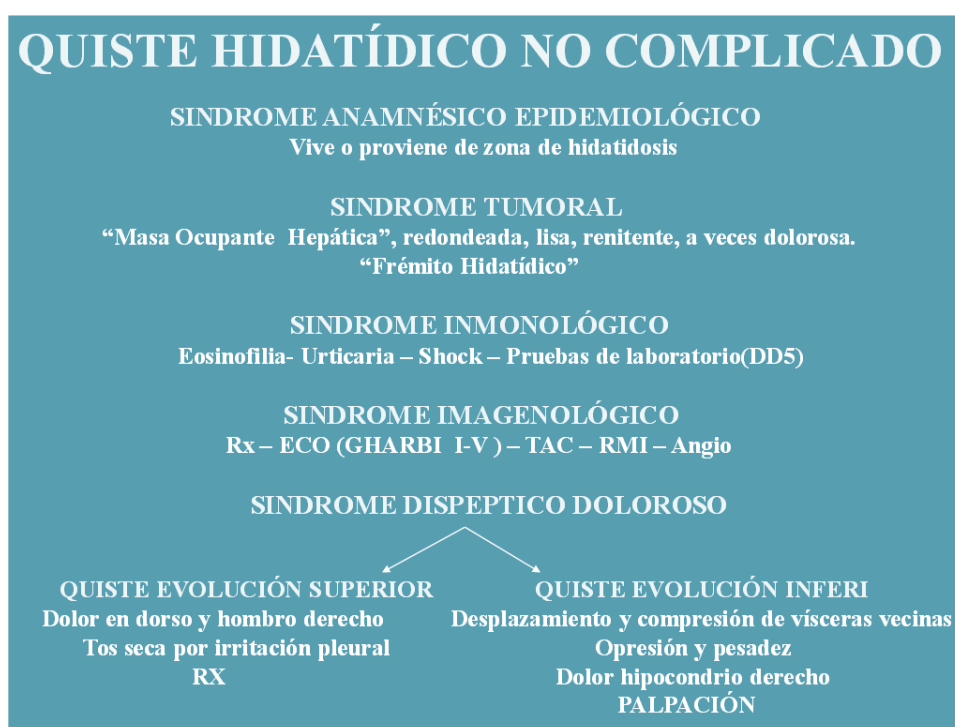 QUISTE HIDATÍDICO NO COMPLICADO
SINDROME ANAMNÉSICO EPIDEMIOLÓGICO
Vive o proviene de zona de hidatidosis
SINDROME TUMORAL
“Masa Ocupante Hepática”, redondeada, lisa, renitente, a veces dolorosa.
“Frémito Hidatídico”
SINDROME INMONOLÓGICO
Eosinofilia- Urticaria – Shock – Pruebas de laboratorio(DD5)
SINDROME IMAGENOLÓGICO
Rx – ECO (GHARBI I-V ) – TAC – RMI – Angio
SINDROME DISPEPTICO DOLOROSO
QUISTE EVOLUCIÓN SUPERIOR
Dolor en dorso y hombro derecho
Tos seca por irritación pleural
RX
QUISTE EVOLUCIÓN INFERI
Desplazamiento y compresión de vísceras vecinas
Opresión y pesadez
Dolor hipocondrio derecho
PALPACIÓN